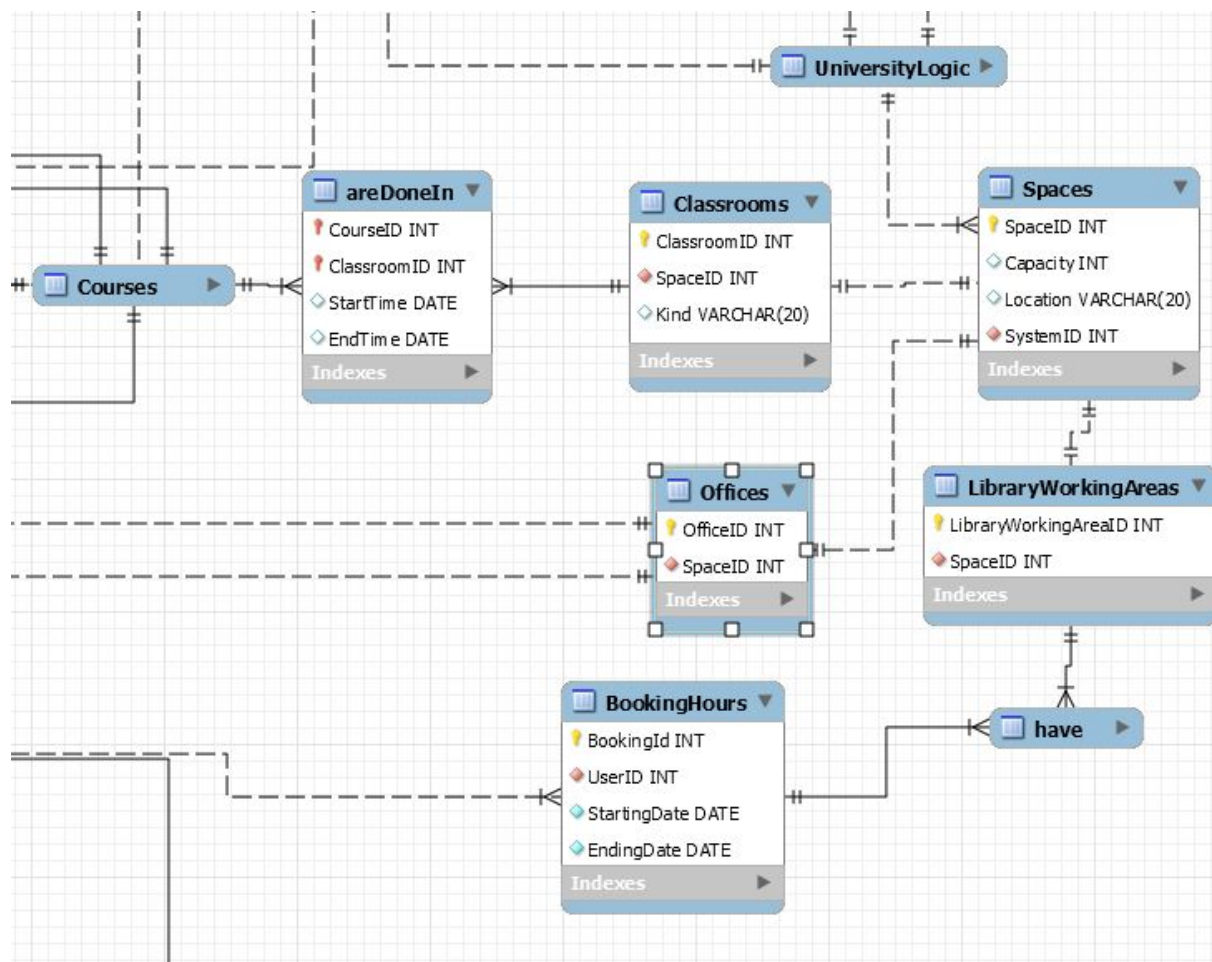 UniversityLogic
areDoneIn
CourseID INT
ClassroomID INT
StartTime DATE
EndTime DATE
Indexes
Classrooms
ClassroomID INT
SpaceID INT
Kind VARCHAR(20)
Indexes
Spaces
SpaceID INT
Capacity INT
Location VARCHAR(20)
SystemID INT
Indexes
Courses
Offices
OfficeID INT
SpaceID INT
Indexes
LibraryWorkingAreas
LibraryWorkingAreaID INT
SpaceID INT
Indexes
BookingHours
BookingId INT
UserID INT
StartingDate DATE
EndingDate DATE
Indexes
have